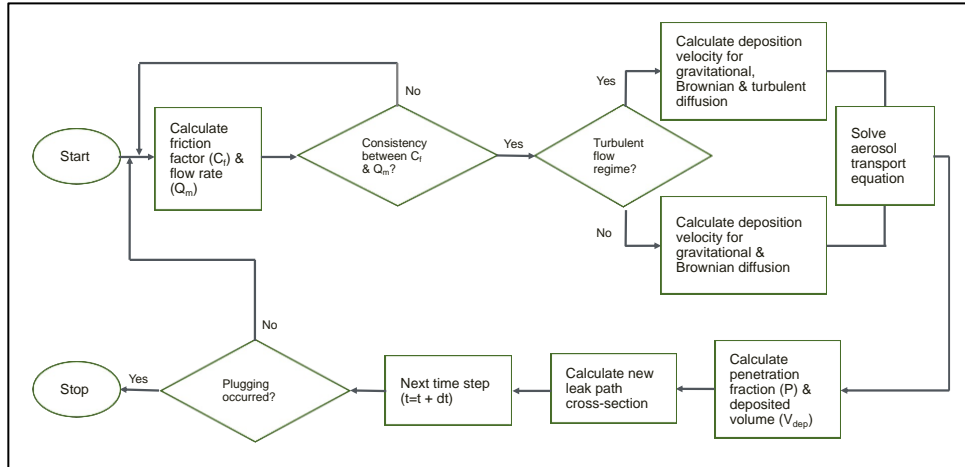 Start
Calculate
friction
factor (Cf) &
flow rate
(Qm)
No
Consistency
between Cf
& Qm?
Yes
Turbulent
flow
regime?
Yes
Calculate deposition
velocity for
gravitational,
Brownian & turbulent
diffusion
No
Calculate deposition
velocity for
gravitational &
Brownian diffusion
Solve
aerosol
transport
equation
Calculate
penetration
fraction (P) &
deposited
volume (Vdep)
Calculate new
leak path
cross-section
Next time step
(t=t + dt)
Plugging
occurred?
No
Yes
Stop